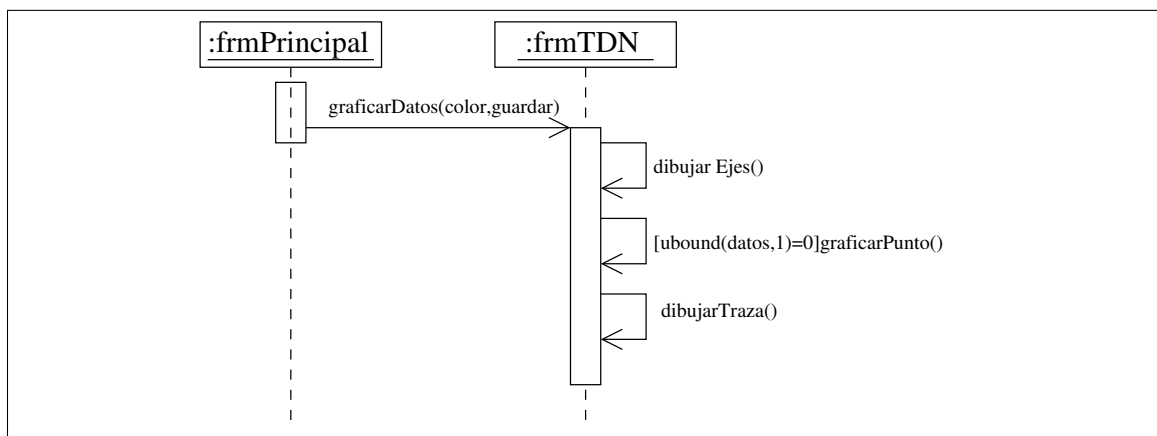 :frmPrincipal
:frmTDN
graficarDatos(color,guardar)
dibujar Ejes()
[ubound(datos,1)=0]graficarPunto()
dibujarTraza()